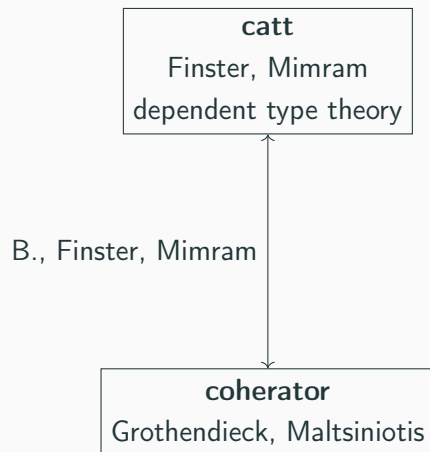 catt
Finster, Mimram
dependent type theory
B., Finster, Mimram
coherator
Grothendieck, Maltsiniotis